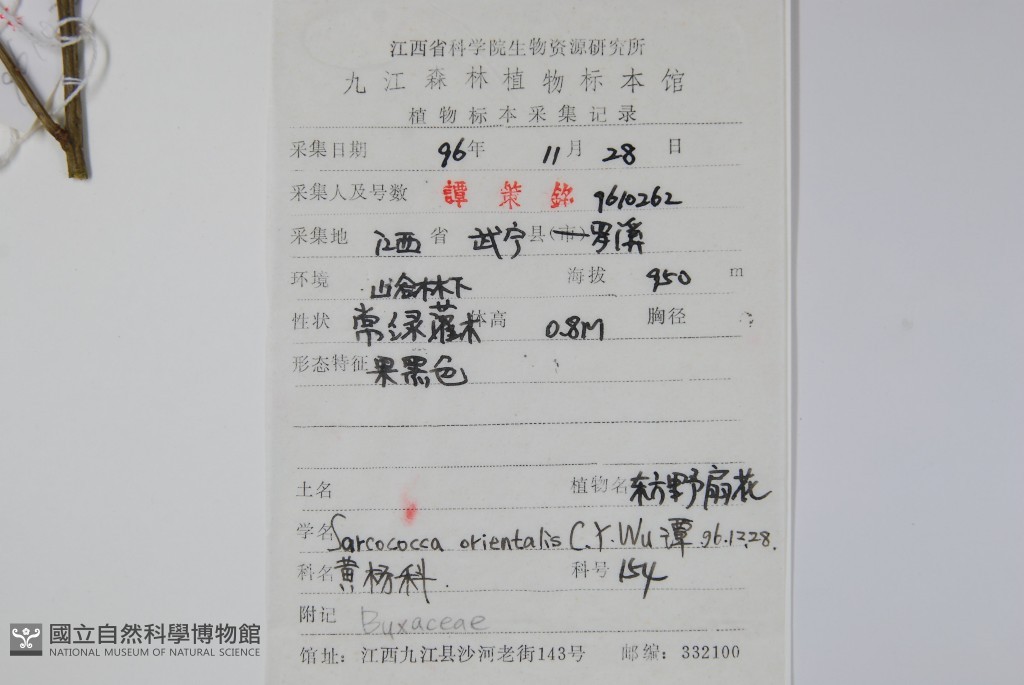 江西省科学院生物资源研究所
九江森林植物标本馆
植物标本采集记录
采集日期 96年 11月 28日
采集人及号数 譚策銘 9610262
采集地 江西省 武宁县(市) 罗溪
环境 山谷林下 海拔 950 m
性状 常绿灌木 体高 0.8M 胸径
形态特征 果黑色
土名 植物名 东方野扇花
学名 Sarcococca orientalis C.Y.Wu 谭 96.12.28.
科名 黄杨科. 科号 154
附记 Buxaceae
馆址：江西九江县沙河老街143号 邮编：332100
國立自然科學博物館
NATIONAL MUSEUM OF NATURAL SCIENCE